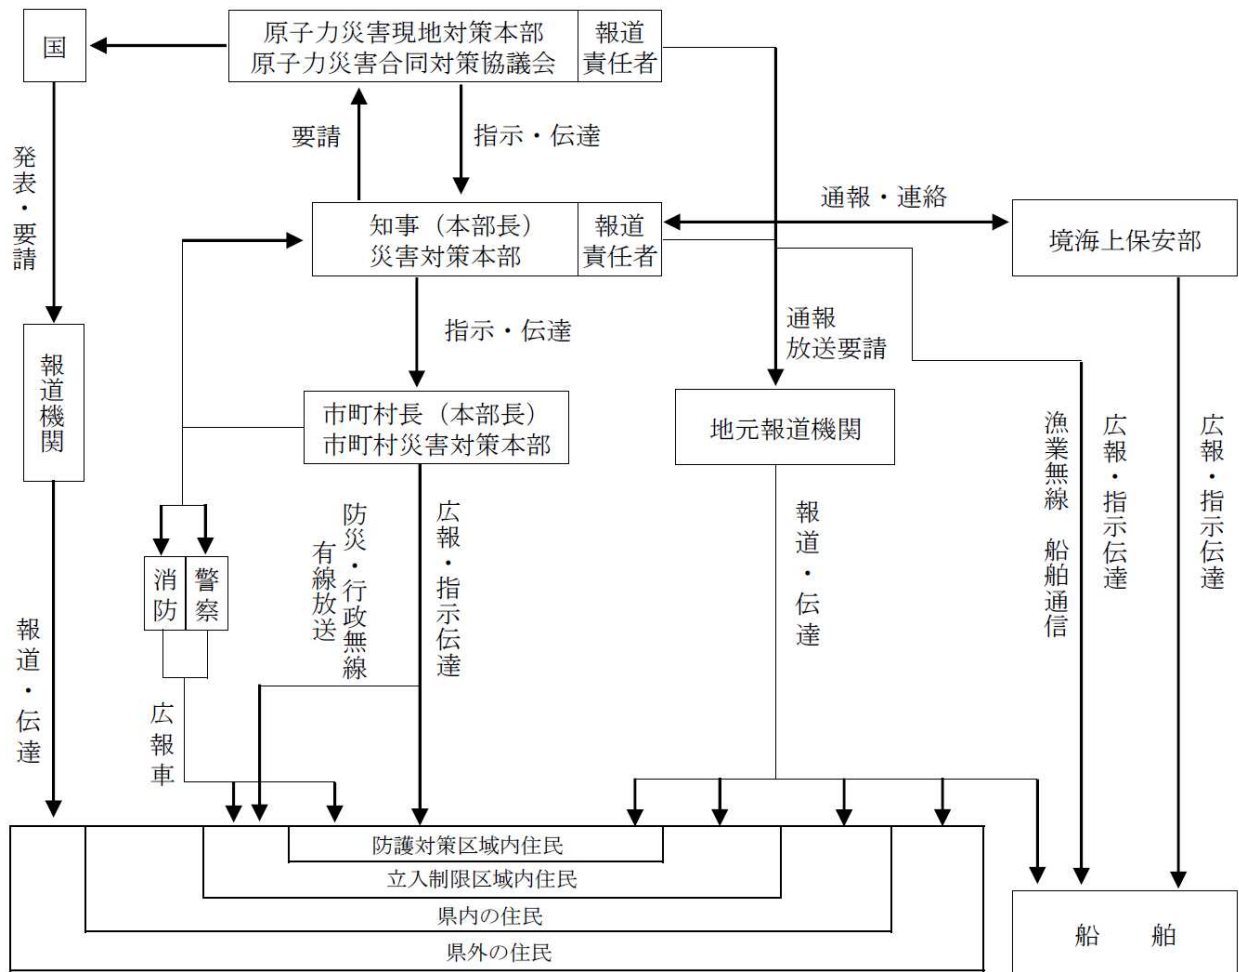 国
原子力災害現地対策本部
原子力災害合同対策協議会
報道
責任者
要請
指示・伝達
発表・要請
通報・連絡
知事（本部長）
災害対策本部
報道
責任者
境海上保安部
指示・伝達
通報
放送要請
報道機関
市町村長（本部長）
市町村災害対策本部
地元報道機関
漁業無線　船舶通信
広報・指示伝達
広報・指示伝達
防災・行政無線
有線放送
広報・指示伝達
報道・伝達
消防
警察
報道・伝達
広報車
防護対策区域内住民
立入制限区域内住民
県内の住民
県外の住民
船　　舶